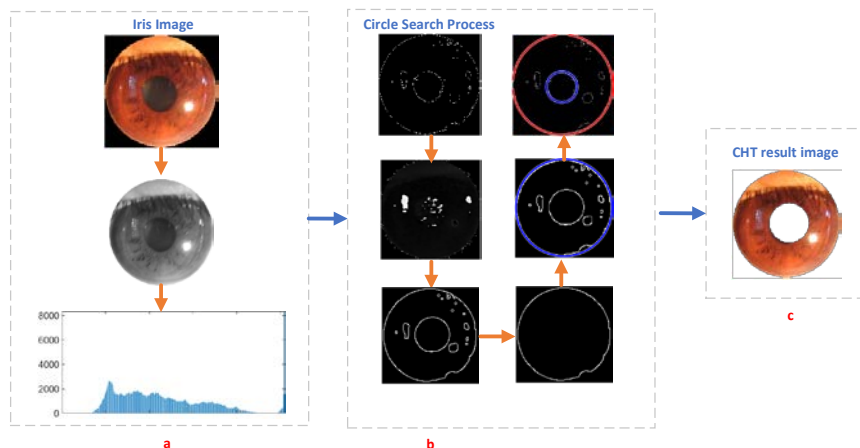 Iris Image
Circle Search Process
CHT result image
8000
6000
4000
2000
0
a
b
c